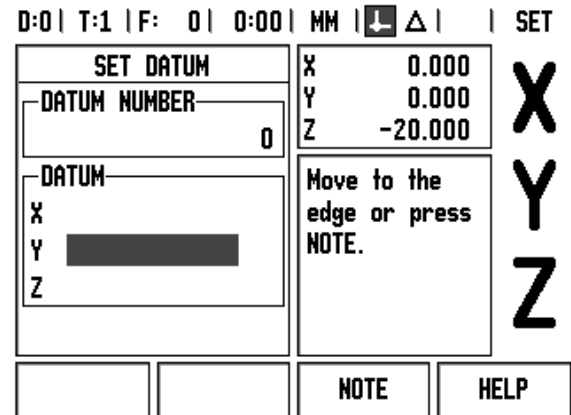 D:0| T:1 |F: 0| 0:00| MM | Δ| | SET
SET DATUM
DATUM NUMBER
0
DATUM
X
Y
Z
X 0.000
Y 0.000
Z -20.000
Move to the
edge or press
NOTE.
X
Y
Z
NOTE HELP